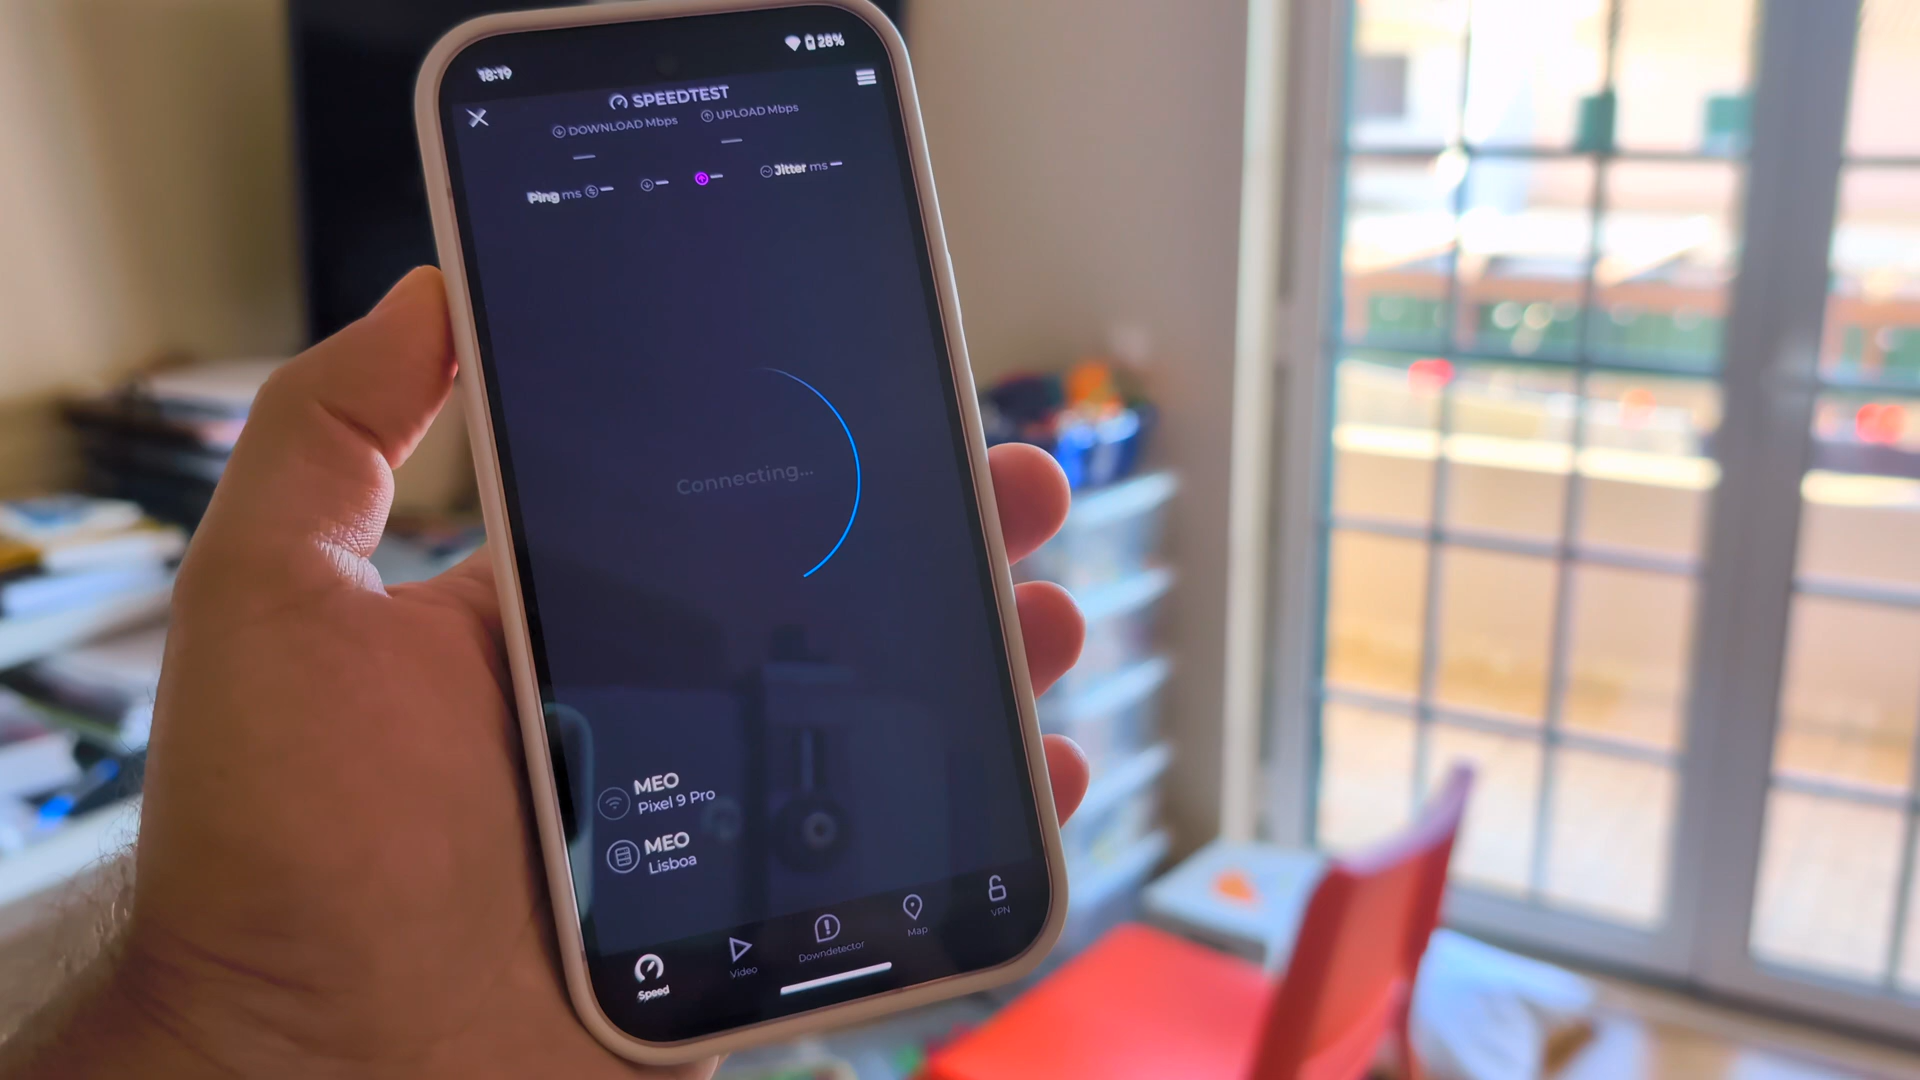 18:19 28%
SPEEDTEST
DOWNLOAD Mbps UPLOAD Mbps
— —
Ping ms — — — Jitter ms —
Connecting...
MEO
Pixel 9 Pro
MEO
Lisboa
Speed Video Downdetector Map VPN